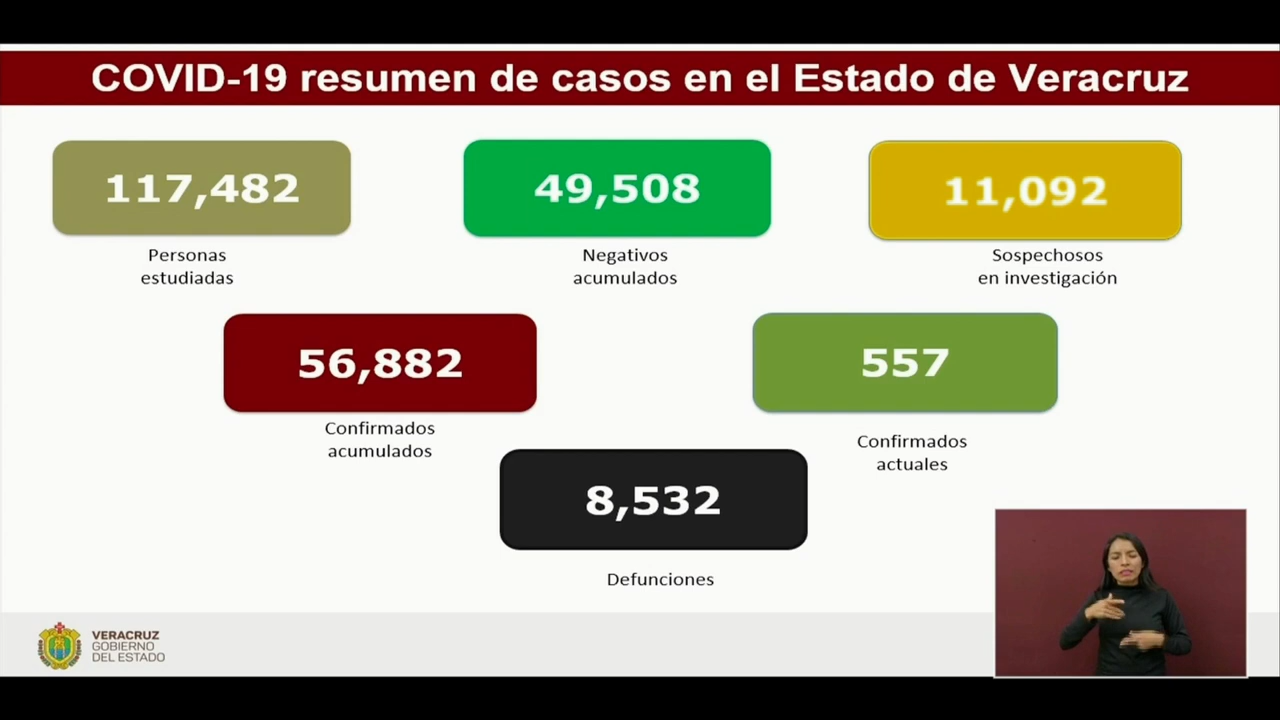 COVID-19 resumen de casos en el Estado de Veracruz
117,482
Personas
estudiadas
49,508
Negativos
acumulados
11,092
Sospechosos
en investigación
56,882
Confirmados
acumulados
557
Confirmados
actuales
8,532
Defunciones
VERACRUZ
GOBIERNO
DEL ESTADO